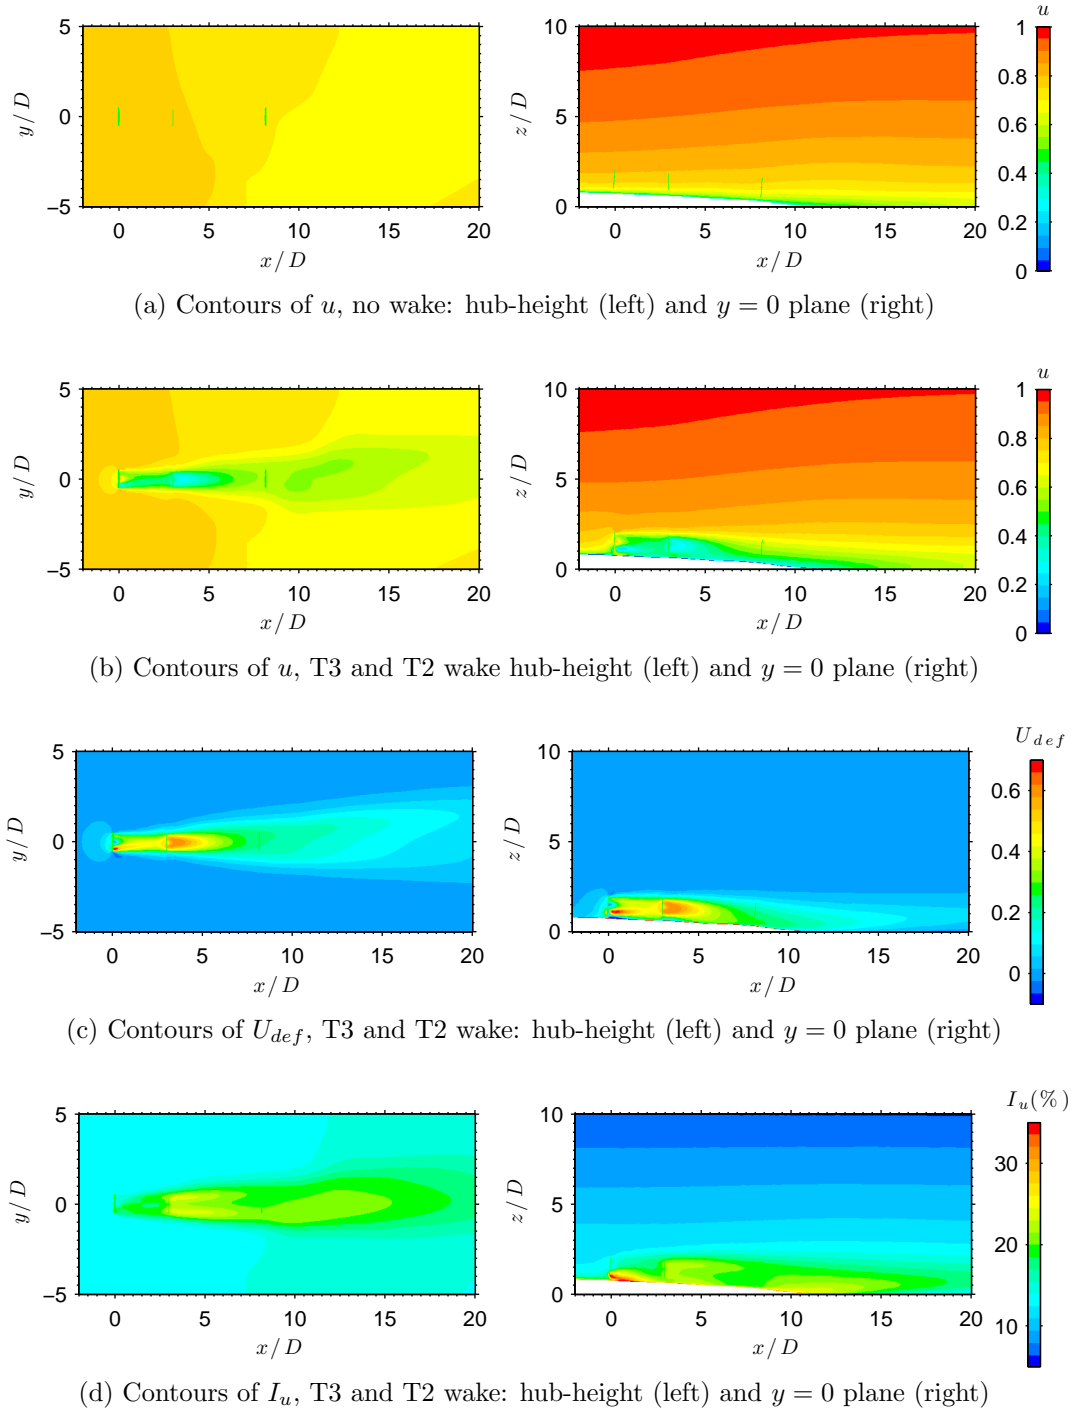 5
0
−5
y/D
0 5 10 15 20
x/D
10
5
0
z/D
0 5 10 15 20
x/D
u
1
0.8
0.6
0.4
0.2
0
(a) Contours of u, no wake: hub-height (left) and y = 0 plane (right)
5
0
−5
y/D
0 5 10 15 20
x/D
10
5
0
z/D
0 5 10 15 20
x/D
u
1
0.8
0.6
0.4
0.2
0
(b) Contours of u, T3 and T2 wake hub-height (left) and y = 0 plane (right)
5
0
−5
y/D
0 5 10 15 20
x/D
10
5
0
z/D
0 5 10 15 20
x/D
U_def
0.6
0.4
0.2
0
(c) Contours of U_def, T3 and T2 wake: hub-height (left) and y = 0 plane (right)
5
0
−5
y/D
0 5 10 15 20
x/D
10
5
0
z/D
0 5 10 15 20
x/D
I_u(%)
30
20
10
(d) Contours of I_u, T3 and T2 wake: hub-height (left) and y = 0 plane (right)